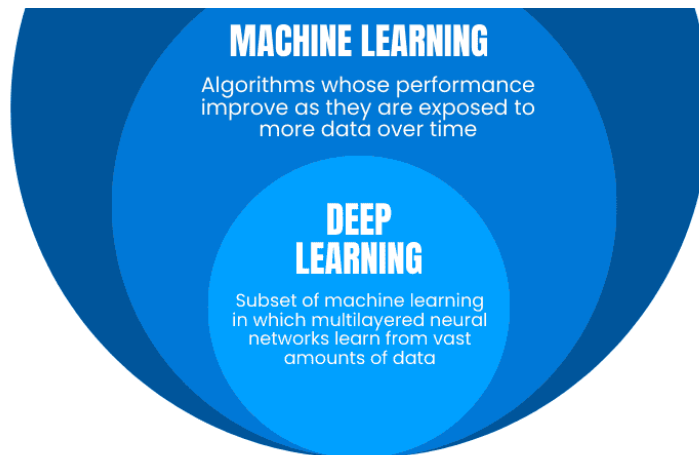 MACHINE LEARNING
Algorithms whose performance
improve as they are exposed to
more data over time
DEEP
LEARNING
Subset of machine learning
in which multilayered neural
networks learn from vast
amounts of data